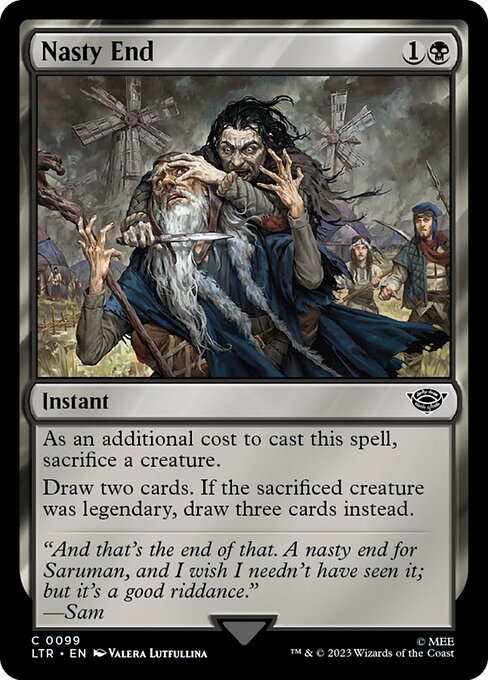 Nasty End 1
Instant
As an additional cost to cast this spell,
sacrifice a creature.
Draw two cards. If the sacrificed creature
was legendary, draw three cards instead.
“And that’s the end of that. A nasty end for
Saruman, and I wish I needn’t have seen it;
but it’s a good riddance.”
—Sam
C 0099
LTR • EN VALERA LUTFULLINA
© MEE
™ & © 2023 Wizards of the Coast